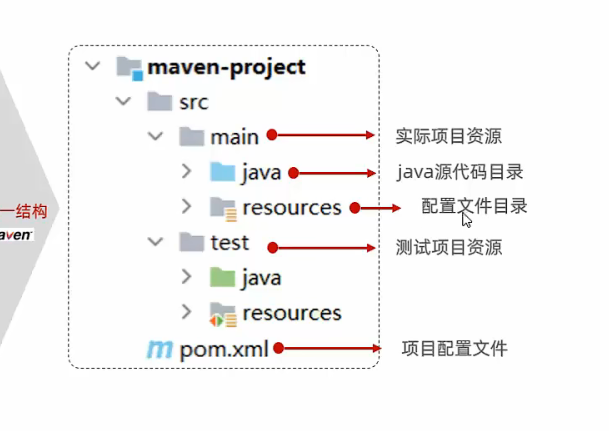 maven-project
src
main 实际项目资源
java java源代码目录
resources 配置文件目录
一结构
aven
test 测试项目资源
java
resources
pom.xml 项目配置文件